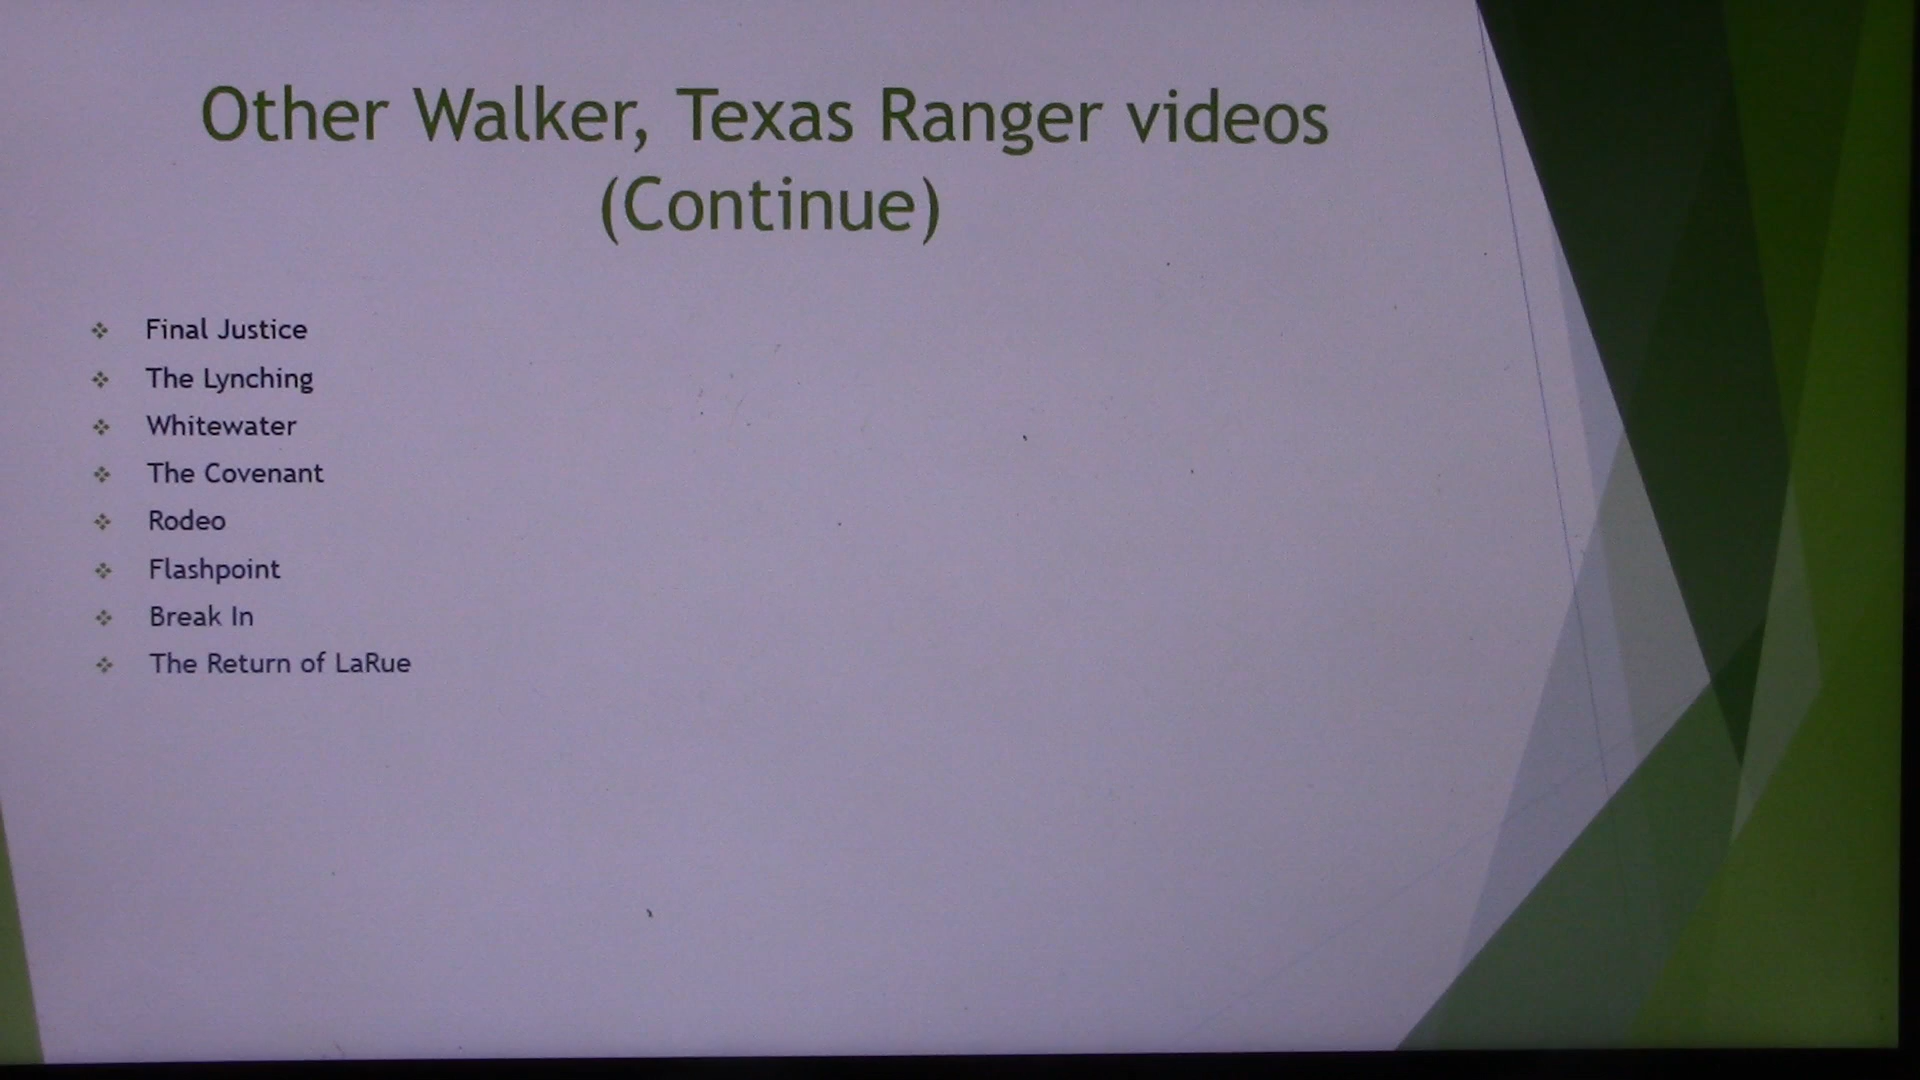 Other Walker, Texas Ranger videos
(Continue)
Final Justice
The Lynching
Whitewater
The Covenant
Rodeo
Flashpoint
Break In
The Return of LaRue